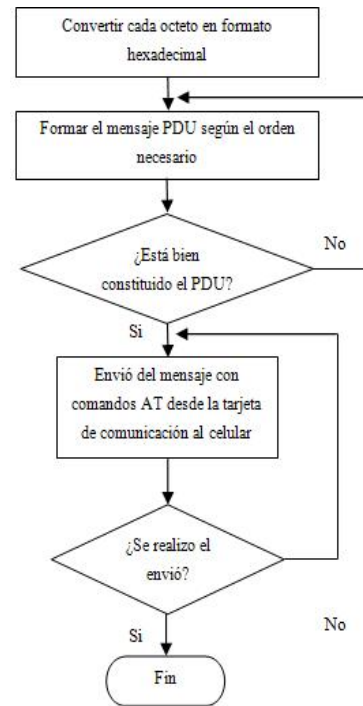 Convertir cada octeto en formato
hexadecimal
Formar el mensaje PDU según el orden
necesario
¿Está bien
constituido el PDU?
No
Si
Envió del mensaje con
comandos AT desde la tarjeta
de comunicación al celular
¿Se realizo el
envió?
No
Si
Fin